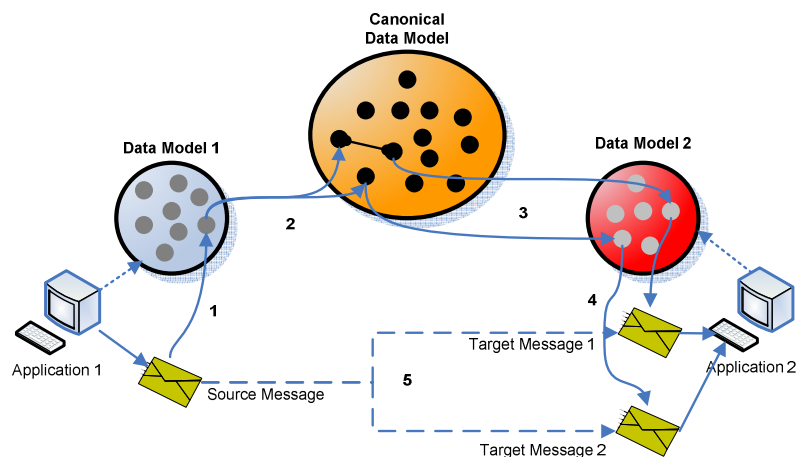 Canonical
Data Model
Data Model 1
Data Model 2
2
3
1
4
Target Message 1
Application 1
Application 2
5
Source Message
Target Message 2